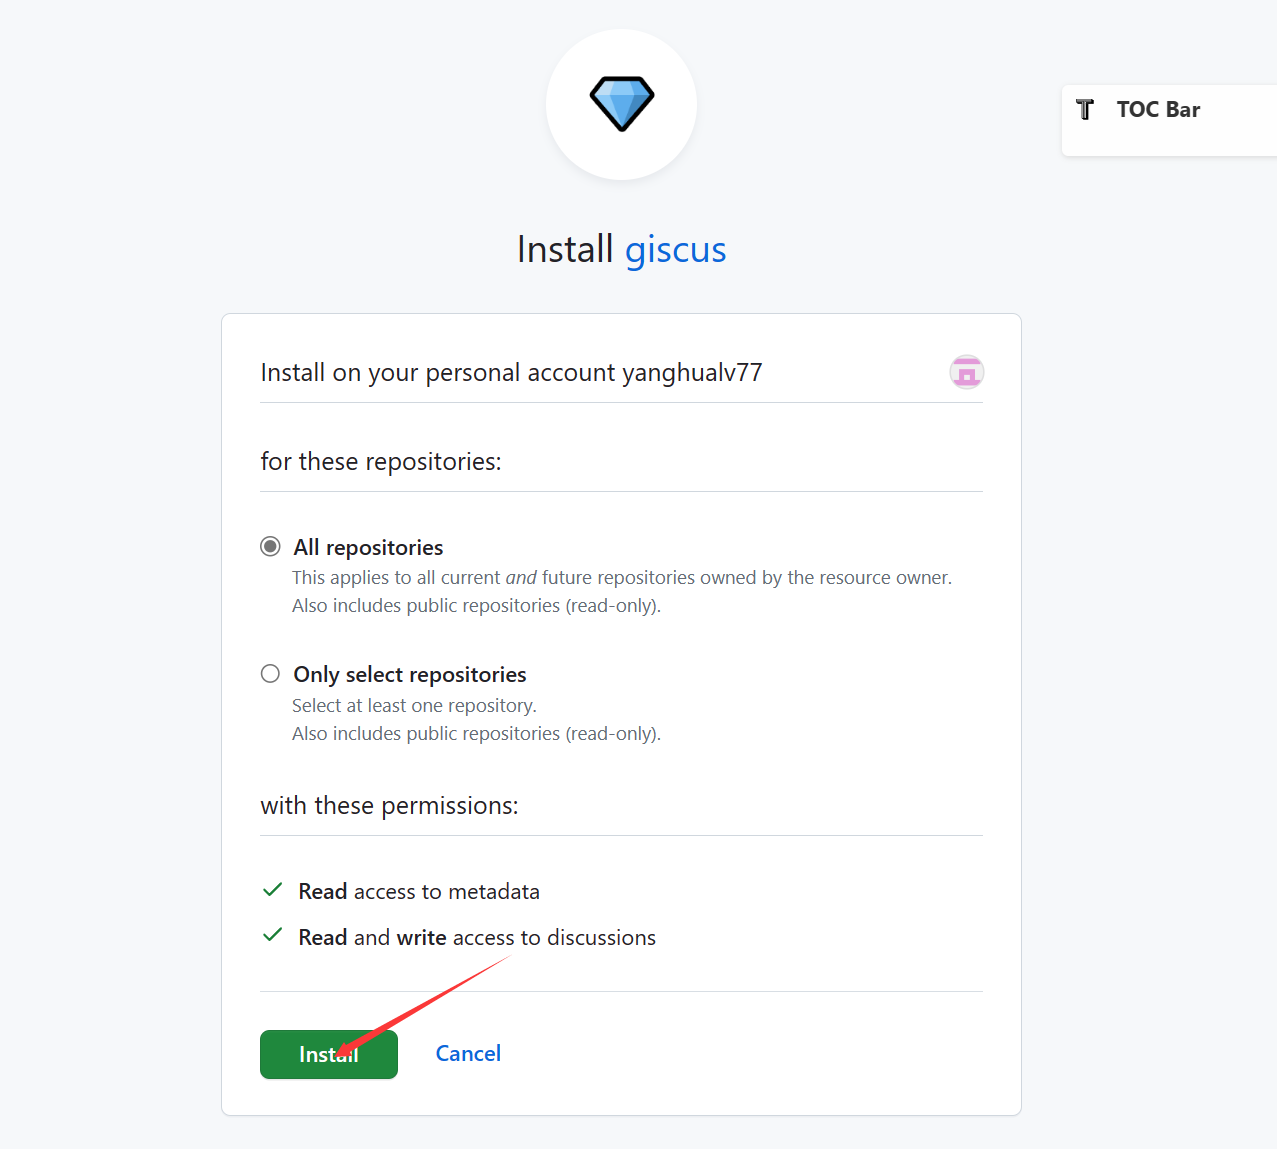 TOC Bar
Install giscus
Install on your personal account yanghualv77
for these repositories:
All repositories
This applies to all current and future repositories owned by the resource owner.
Also includes public repositories (read-only).
Only select repositories
Select at least one repository.
Also includes public repositories (read-only).
with these permissions:
Read access to metadata
Read and write access to discussions
Install
Cancel